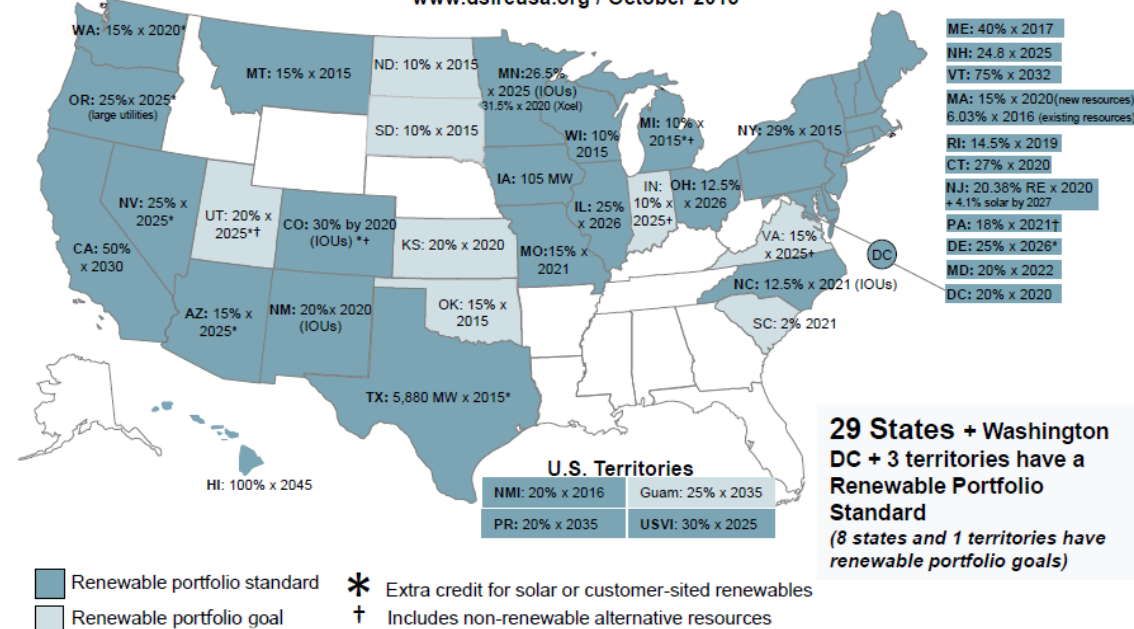 www.dsireusa.org / October 2016
WA: 15% x 2020*
OR: 25%x 2025*
(large utilities)
CA: 50%
x 2030
NV: 25% x
2025*
AZ: 15% x
2025*
MT: 15% x 2015
UT: 20% x
2025*†
CO: 30% by 2020
(IOUs) *†
NM: 20%x 2020
(IOUs)
ND: 10% x 2015
SD: 10% x 2015
KS: 20% x 2020
OK: 15% x
2015
TX: 5,880 MW x 2015*
MN:26.5%
x 2025 (IOUs)
31.5% x 2020 (Xcel)
IA: 105 MW
MO:15% x
2021
WI: 10%
2015
IL: 25%
x 2026
MI: 10% x
2015*†
IN:
10% x
2025†
OH: 12.5%
x 2026
NY: 29% x 2015
VA: 15%
x 2025†
NC: 12.5% x 2021 (IOUs)
SC: 2% 2021
DC
HI: 100% x 2045
ME: 40% x 2017
NH: 24.8 x 2025
VT: 75% x 2032
MA: 15% x 2020(new resources)
6.03% x 2016 (existing resources)
RI: 14.5% x 2019
CT: 27% x 2020
NJ: 20.38% RE x 2020
+ 4.1% solar by 2027
PA: 18% x 2021†
DE: 25% x 2026*
MD: 20% x 2022
DC: 20% x 2020
U.S. Territories
NMI: 20% x 2016
Guam: 25% x 2035
PR: 20% x 2035
USVI: 30% x 2025
29 States + Washington
DC + 3 territories have a
Renewable Portfolio
Standard
(8 states and 1 territories have
renewable portfolio goals)
Renewable portfolio standard
Renewable portfolio goal
* Extra credit for solar or customer-sited renewables
† Includes non-renewable alternative resources